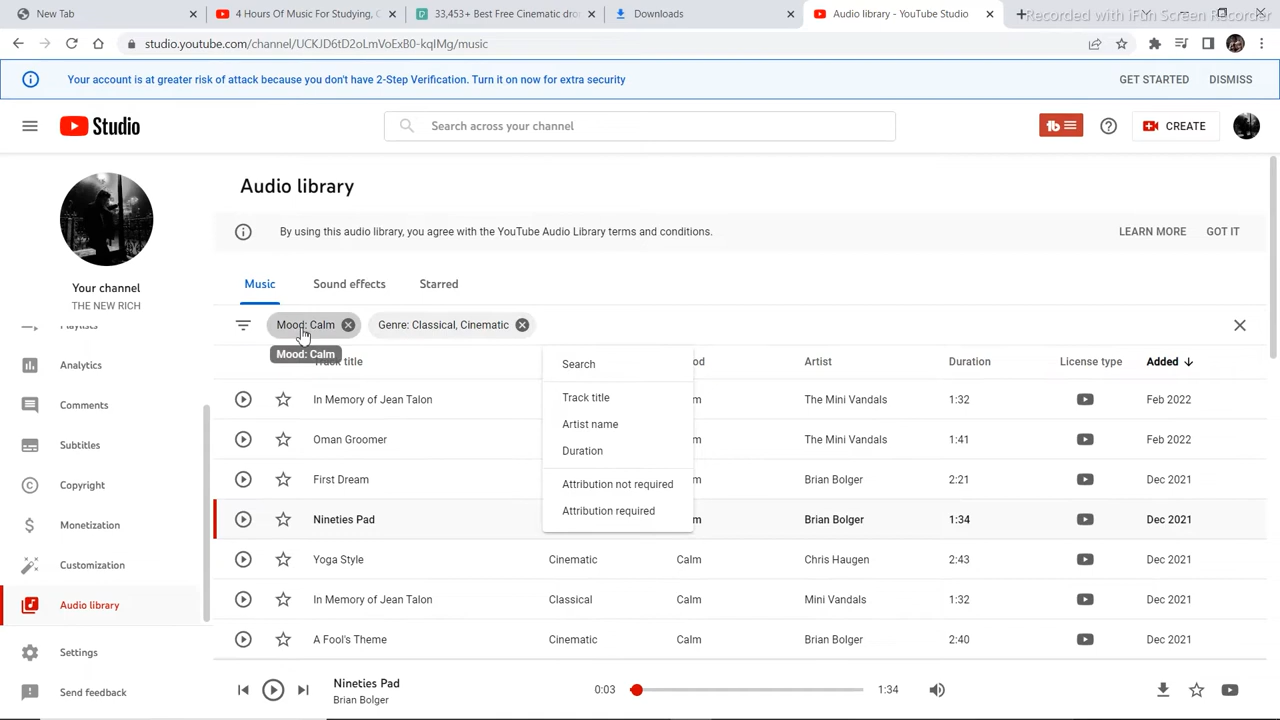 New Tab
4 Hours Of Music For Studying, C
33,453+ Best Free Cinematic dro
Downloads
Audio library - YouTube Studio
Recorded with iFun Screen Recorder
studio.youtube.com/channel/UCKJD6tD2oLmVoExB0-kqIMg/music
Your account is at greater risk of attack because you don't have 2-Step Verification. Turn it on now for extra security
GET STARTED
DISMISS
Studio
Search across your channel
CREATE
Your channel
THE NEW RICH
Playlists
Analytics
Comments
Subtitles
Copyright
Monetization
Customization
Audio library
Settings
Send feedback
Audio library
By using this audio library, you agree with the YouTube Audio Library terms and conditions.
LEARN MORE
GOT IT
Music
Sound effects
Starred
Mood: Calm
Genre: Classical, Cinematic
Mood: Calm
Search
Track title
Artist name
Duration
Attribution not required
Attribution required
Track title od Artist Duration License type Added
In Memory of Jean Talon m The Mini Vandals 1:32 Feb 2022
Oman Groomer m The Mini Vandals 1:41 Feb 2022
First Dream m Brian Bolger 2:21 Dec 2021
Nineties Pad m Brian Bolger 1:34 Dec 2021
Yoga Style Cinematic Calm Chris Haugen 2:43 Dec 2021
In Memory of Jean Talon Classical Calm Mini Vandals 1:32 Dec 2021
A Fool's Theme Cinematic Calm Brian Bolger 2:40 Dec 2021
Nineties Pad
Brian Bolger
0:03
1:34